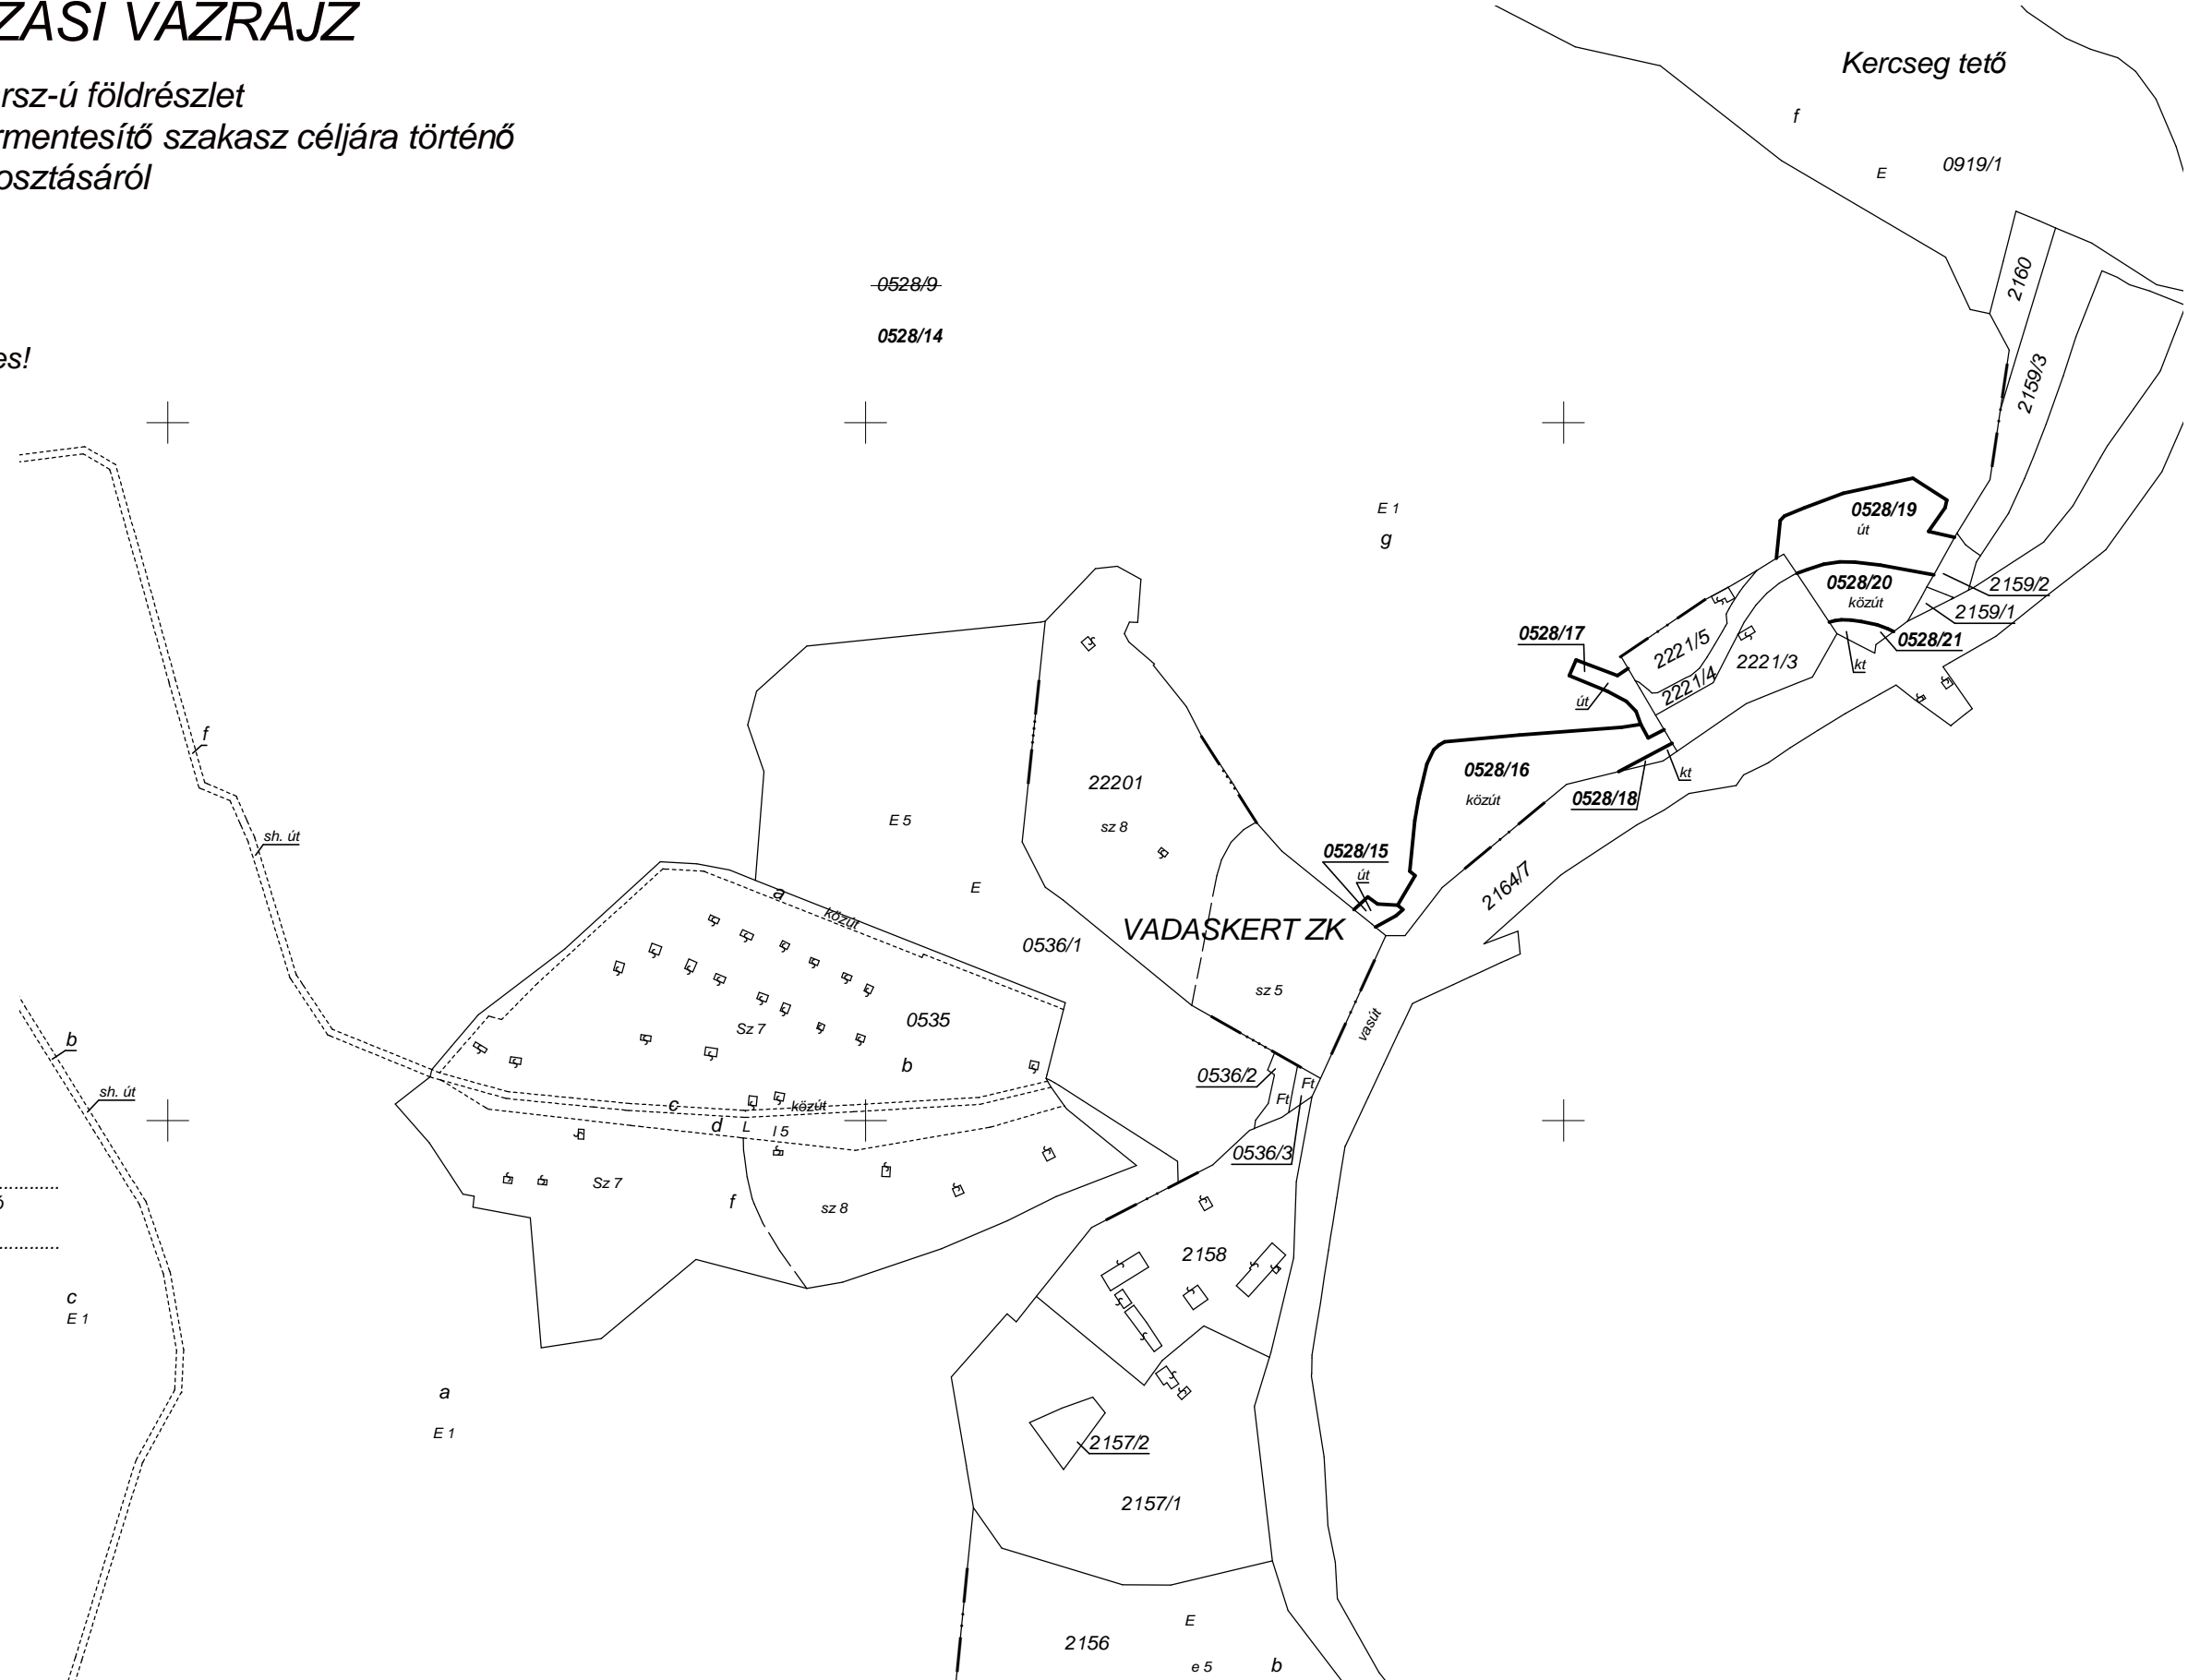 ZÁSI VÁZRAJZ
rsz-ú földrészlet
rmentesítő szakasz céljára történő
osztásáról
es!
Kercseg tető
f
E
0919/1
0528/9
0528/14
2160
2159/3
E 1
g
0528/19
út
0528/20
közút
2159/2
2159/1
0528/21
kt
0528/17
út
2221/5
2221/4
2221/3
0528/16
közút
kt
0528/18
0528/15
út
2164/7
f
sh. út
22201
sz 8
E 5
E
a
közút
0536/1
VADASKERT ZK
sz 5
vasút
0535
Sz 7
b
b
sh. út
0536/2
Ft
Ft
0536/3
c
közút
d
L
l 5
Sz 7
f
sz 8
...........
ó
...........
2158
c
E 1
a
E 1
2157/2
2157/1
2156
E
e 5
b